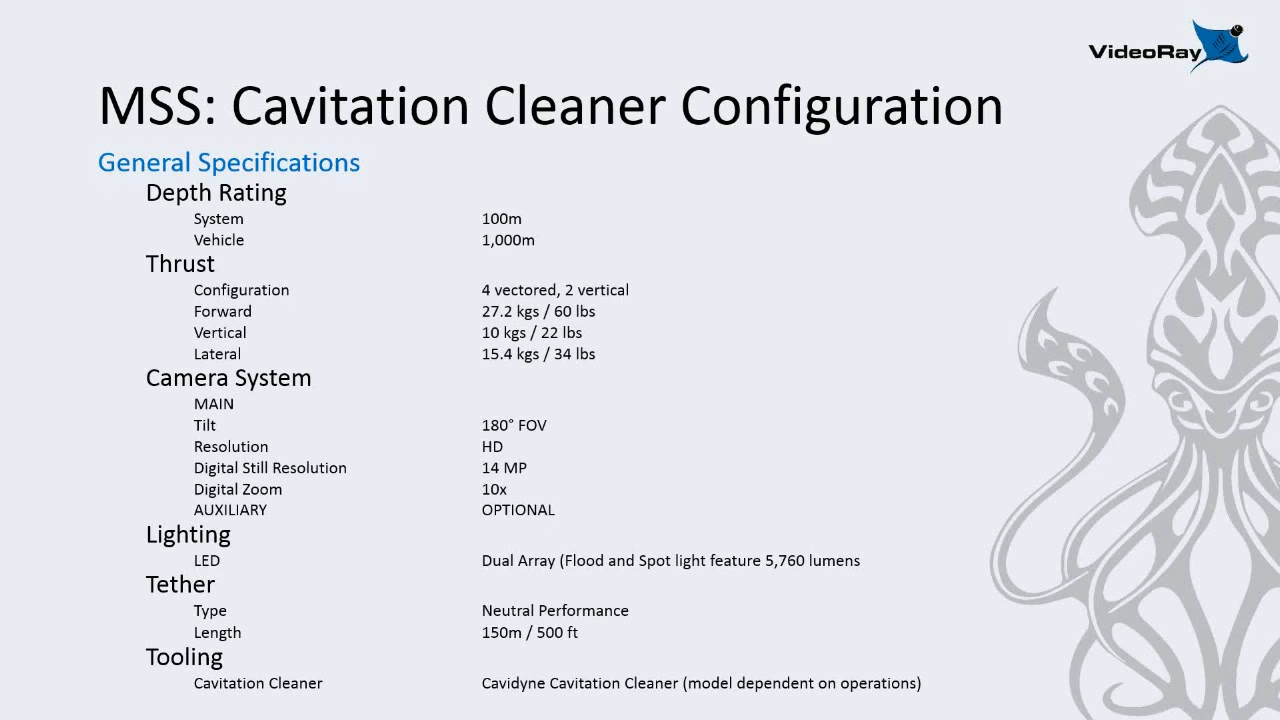 VideoRay
MSS: Cavitation Cleaner Configuration
General Specifications
Depth Rating
System 100m
Vehicle 1,000m
Thrust
Configuration 4 vectored, 2 vertical
Forward 27.2 kgs / 60 lbs
Vertical 10 kgs / 22 lbs
Lateral 15.4 kgs / 34 lbs
Camera System
MAIN
Tilt 180° FOV
Resolution HD
Digital Still Resolution 14 MP
Digital Zoom 10x
AUXILIARY OPTIONAL
Lighting
LED Dual Array (Flood and Spot light feature 5,760 lumens
Tether
Type Neutral Performance
Length 150m / 500 ft
Tooling
Cavitation Cleaner Cavidyne Cavitation Cleaner (model dependent on operations)